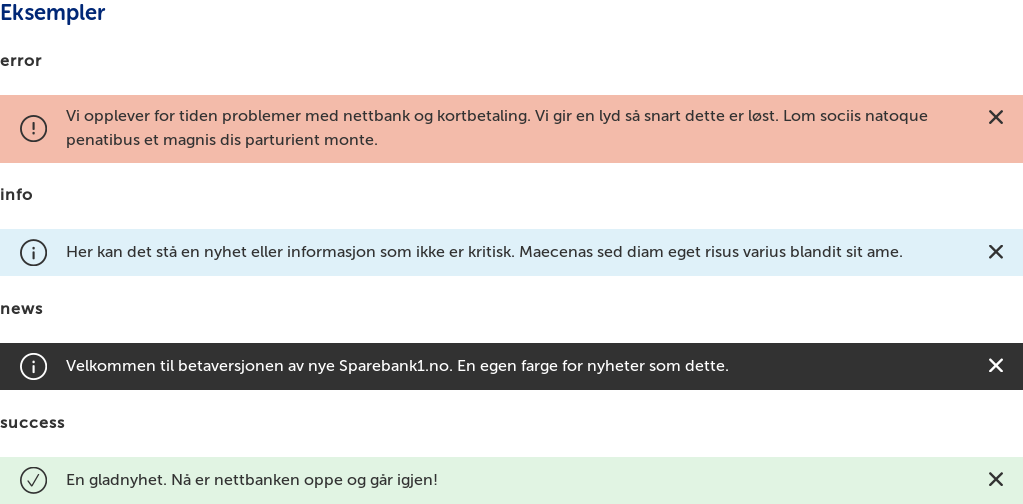 Eksempler
error
Vi opplever for tiden problemer med nettbank og kortbetaling. Vi gir en lyd så snart dette er løst. Lom sociis natoque
penatibus et magnis dis parturient monte.
info
Her kan det stå en nyhet eller informasjon som ikke er kritisk. Maecenas sed diam eget risus varius blandit sit ame.
news
Velkommen til betaversjonen av nye Sparebank1.no. En egen farge for nyheter som dette.
success
En gladnyhet. Nå er nettbanken oppe og går igjen!